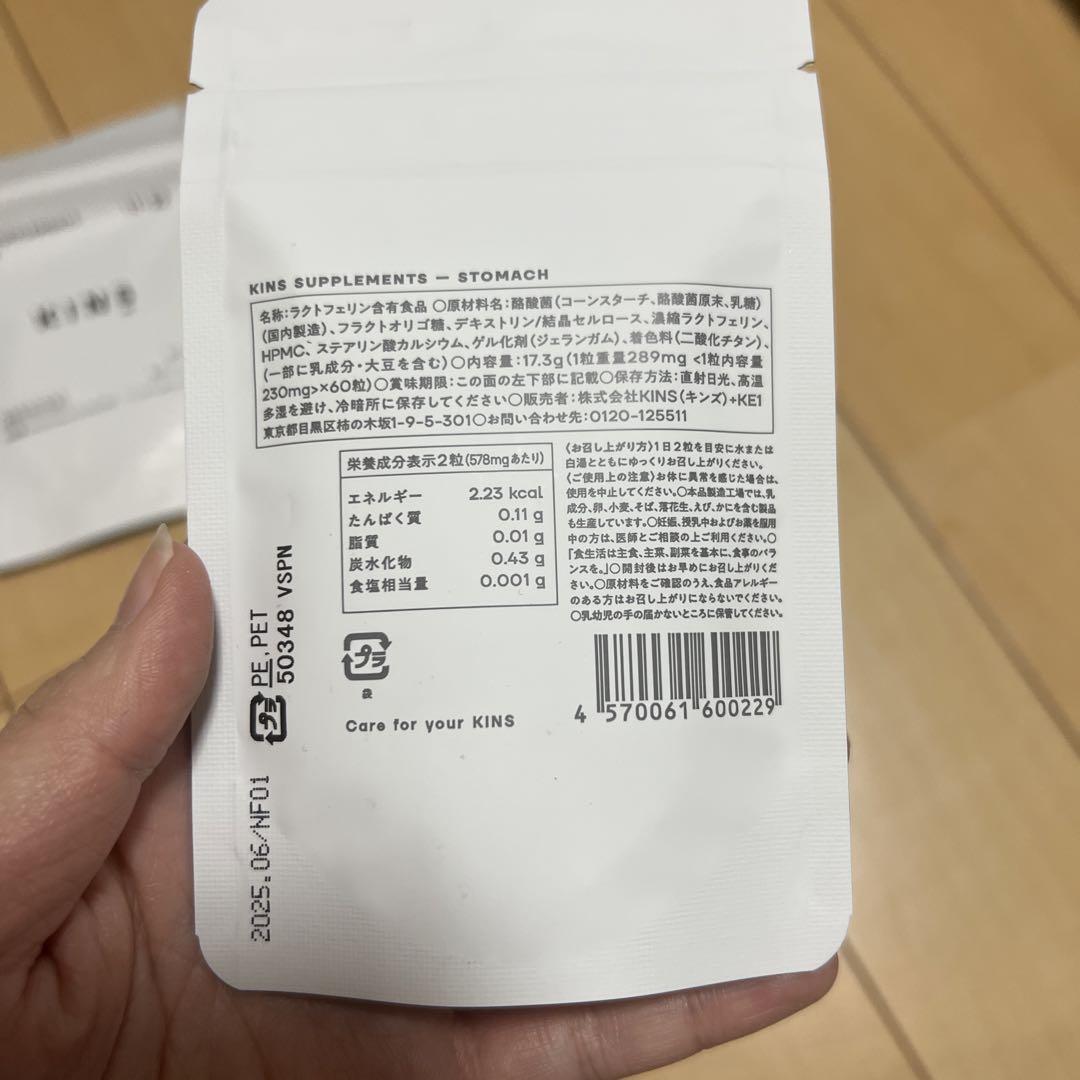 KINS SUPPLEMENTS — STOMACH
名称:ラクトフェリン含有食品 〇原材料名:酪酸菌(コーンスターチ、酪酸菌原末、乳糖)
(国内製造)、フラクトオリゴ糖、デキストリン/結晶セルロース、濃縮ラクトフェリン、
HPMC、ステアリン酸カルシウム、ゲル化剤(ジェランガム)、着色料(二酸化チタン)、
(一部に乳成分・大豆を含む)〇内容量:17.3g(1粒重量289mg <1粒内容量
230mg>×60粒)〇賞味期限:この面の左下部に記載〇保存方法:直射日光、高温
多湿を避け、冷暗所に保存してください〇販売者:株式会社KINS(キンズ)+KE1
東京都目黒区柿の木坂1-9-5-301〇お問い合わせ先:0120-125511
栄養成分表示2粒(578mgあたり)
エネルギー 2.23 kcal
たんぱく質 0.11 g
脂質 0.01 g
炭水化物 0.43 g
食塩相当量 0.001 g
〈お召し上がり方〉1日2粒を目安に水または
白湯とともにゆっくりお召し上がりください。
〈ご使用上の注意〉お体に異常を感じた場合は、
使用を中止してください。〇本品製造工場では、乳
成分、卵、小麦、そば、落花生、えび、かにを含む製品
も生産しています。〇妊娠、授乳中およびお薬を服用
中の方は、医師とご相談の上ご利用ください。〇
「食生活は主食、主菜、副菜を基本に、食事のバラ
ンスを。」〇開封後はお早めにお召し上がりくだ
さい。〇原材料をご確認のうえ、食品アレルギー
のある方はお召し上がりにならないでください。
〇乳幼児の手の届かないところに保管してください。
プラ
袋
Care for your KINS
4 570061 600229
プラ
PE, PET
50348 VSPN
2025.06/NF01
KINS